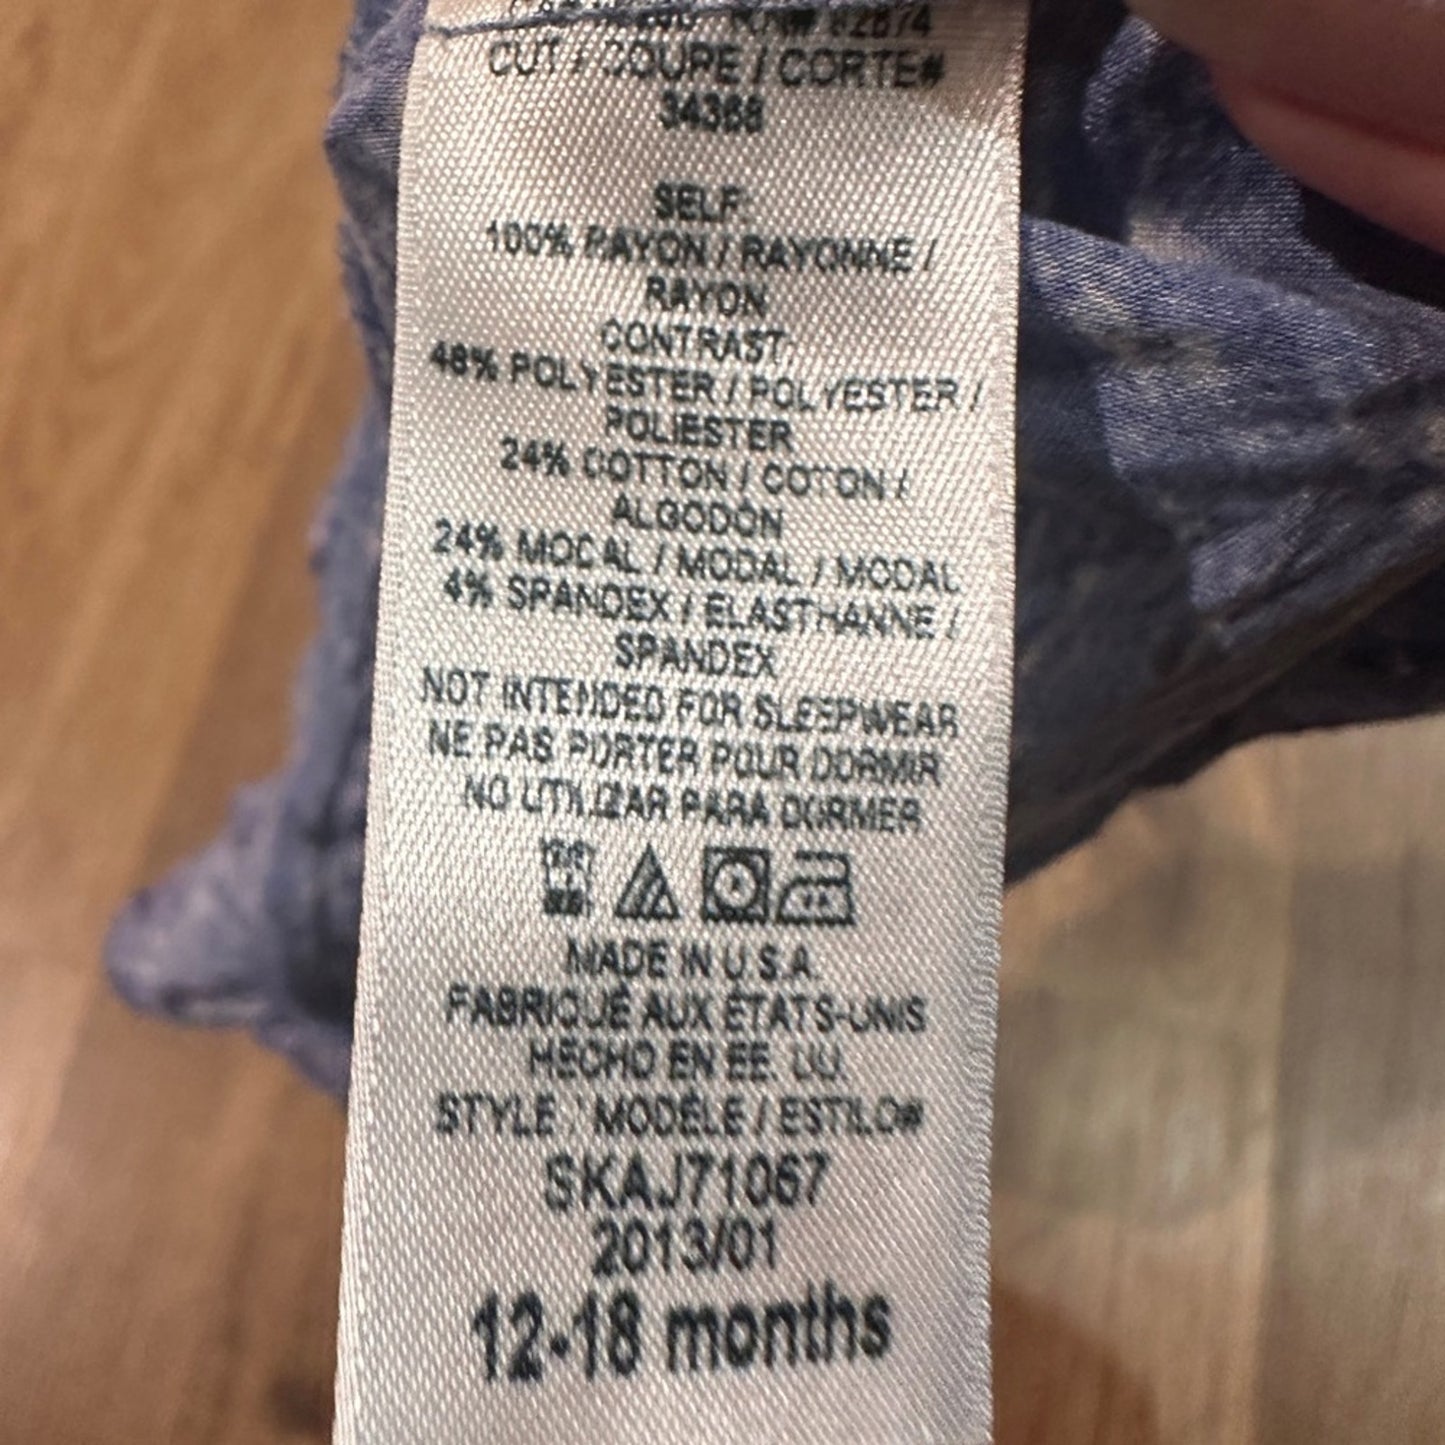 CUT / COUPE / CORTE#
34368
SELF:
100% RAYON / RAYONNE /
RAYON
CONTRAST:
48% POLYESTER / POLYESTER /
POLIESTER
24% COTTON / COTON /
ALGODÓN
24% MODAL / MODAL / MODAL
4% SPANDEX / ELASTHANNE /
SPANDEX
NOT INTENDED FOR SLEEPWEAR
NE PAS PORTER POUR DORMIR
NO UTILIZAR PARA DORMER
MADE IN U.S.A.
FABRIQUÉ AUX ÉTATS-UNIS
HECHO EN EE. UU.
STYLE / MODÉLE / ESTILO#
SKAJ71067
2013/01
12-18 months